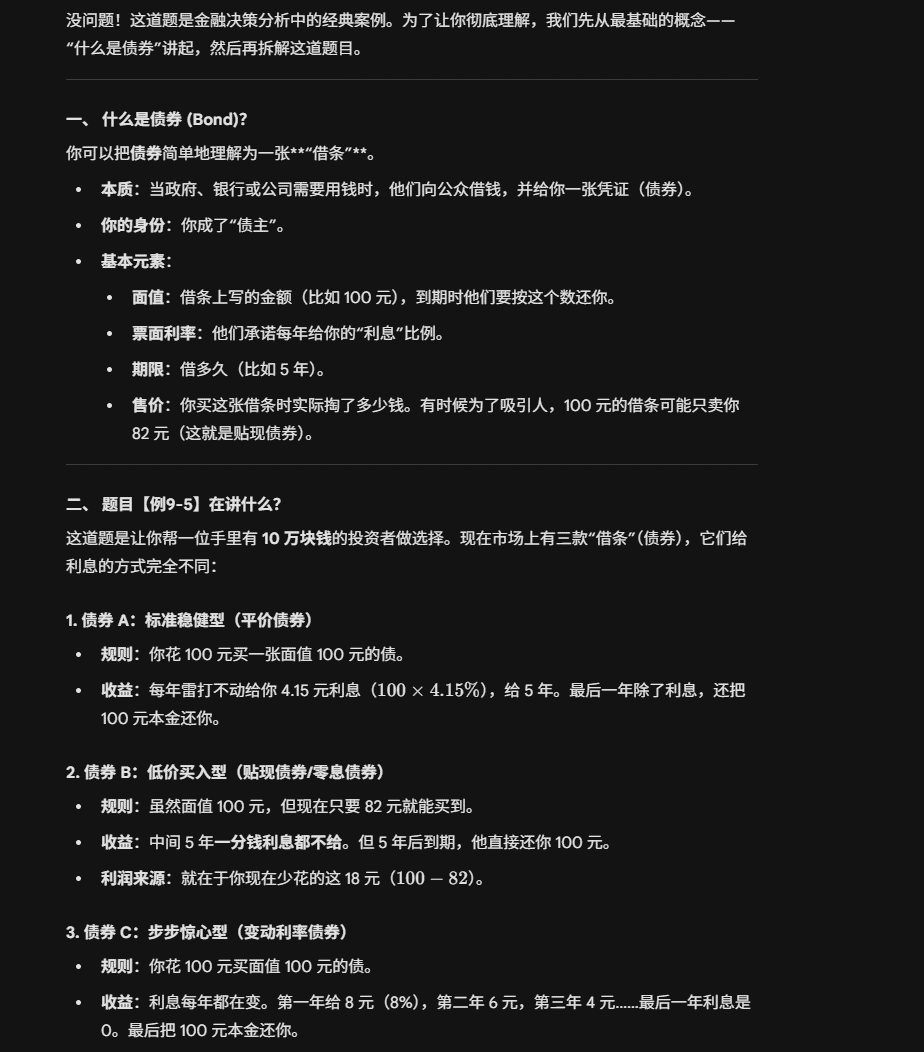 没问题！这道题是金融决策分析中的经典案例。为了让你彻底理解，我们先从最基础的概念——
“什么是债券”讲起，然后再拆解这道题目。
一、 什么是债券 (Bond)?
你可以把债券简单地理解为一张**“借条”**。
• 本质：当政府、银行或公司需要用钱时，他们向公众借钱，并给你一张凭证（债券）。
• 你的身份：你成了“债主”。
• 基本元素：
• 面值：借条上写的金额（比如 100 元），到期时他们要按这个数还你。
• 票面利率：他们承诺每年给你的“利息”比例。
• 期限：借多久（比如 5 年）。
• 售价：你买这张借条时实际掏了多少钱。有时候为了吸引人，100 元的借条可能只卖你
82 元（这就是贴现债券）。
二、 题目【例9-5】在讲什么?
这道题是让你帮一位手里有 10 万块钱的投资者做选择。现在市场上有三款“借条”（债券），它们给
利息的方式完全不同：
1. 债券 A：标准稳健型（平价债券）
• 规则：你花 100 元买一张面值 100 元的债。
• 收益：每年雷打不动给你 4.15 元利息（100 × 4.15%），给 5 年。最后一年除了利息，还把
100 元本金还你。
2. 债券 B：低价买入型（贴现债券/零息债券）
• 规则：虽然面值 100 元，但现在只要 82 元就能买到。
• 收益：中间 5 年一分钱利息都不给。但 5 年后到期，他直接还你 100 元。
• 利润来源：就在于你现在少花的这 18 元（100 − 82）。
3. 债券 C：步步惊心型（变动利率债券）
• 规则：你花 100 元买面值 100 元的债。
• 收益：利息每年都在变。第一年给 8 元（8%），第二年 6 元，第三年 4 元……最后一年利息是
0。最后把 100 元本金还你。